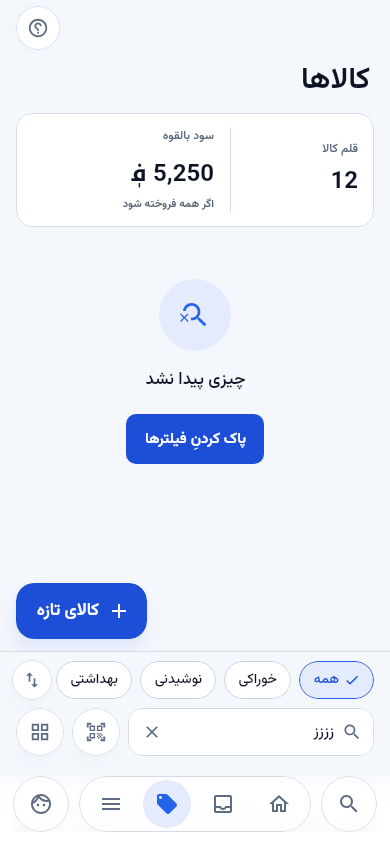 کالاها
قلم کالا
12
سود بالقوه
5,250 ؋
اگر همه فروخته شود
چیزی پیدا نشد
پاک کردنِ فیلترها
کالای تازه
همه
خوراکی
نوشیدنی
بهداشتی
زززز